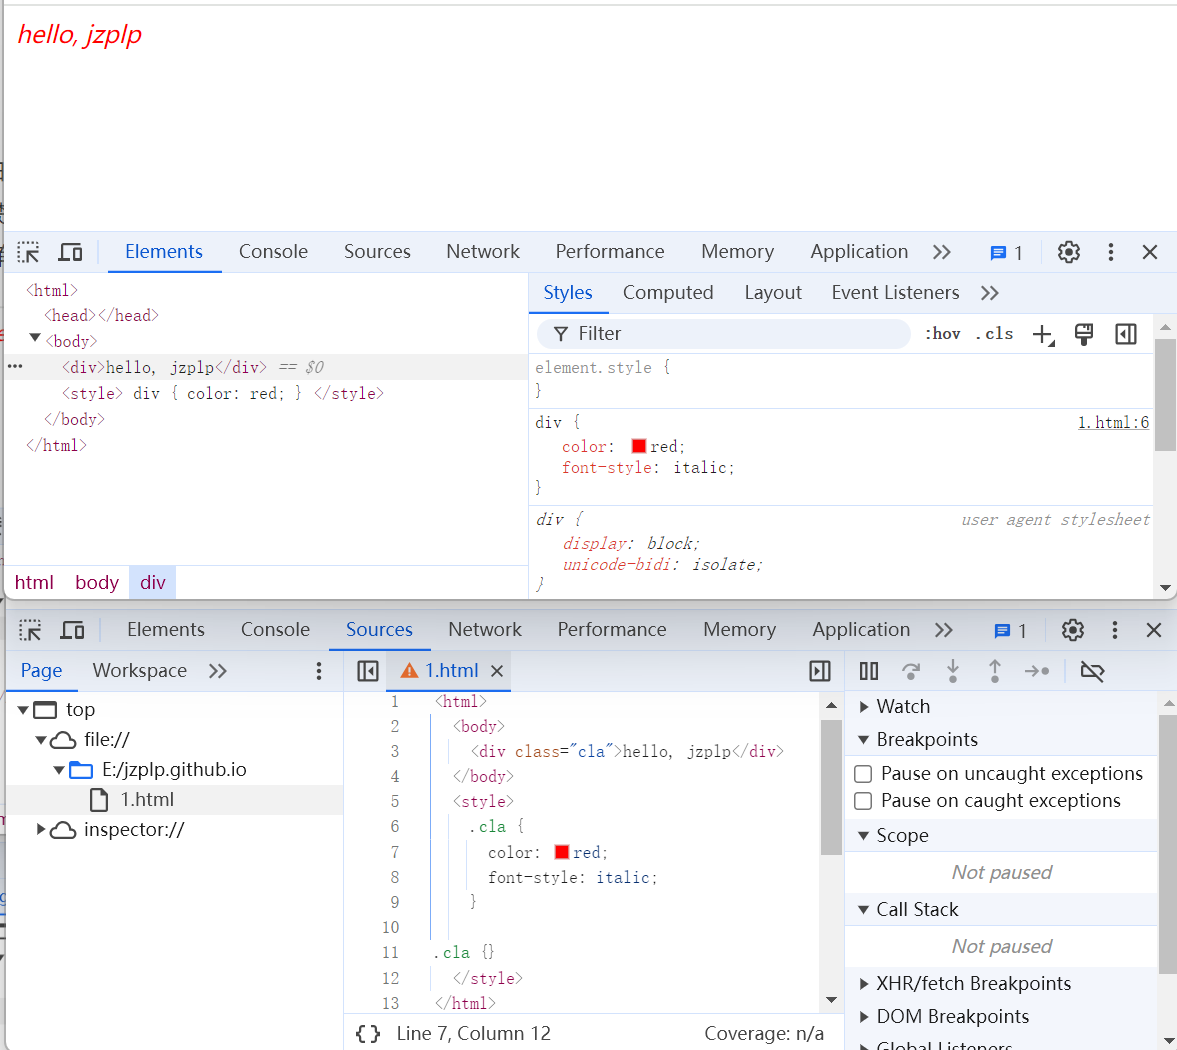 hello, jzplp
Elements Console Sources Network Performance Memory Application 1
<html>
<head></head>
<body>
<div>hello, jzplp</div> == $0
<style> div { color: red; } </style>
</body>
</html>
html body div
Styles Computed Layout Event Listeners
Filter :hov .cls
element.style {
}
div { 1.html:6
color: red;
font-style: italic;
}
div { user agent stylesheet
display: block;
unicode-bidi: isolate;
}
Elements Console Sources Network Performance Memory Application 1
Page Workspace
top
file://
E:/jzplp.github.io
1.html
inspector://
1.html
1 <html>
2 <body>
3 <div class="cla">hello, jzplp</div>
4 </body>
5 <style>
6 .cla {
7 color: red;
8 font-style: italic;
9 }
10
11 .cla {}
12 </style>
13 </html>
{} Line 7, Column 12 Coverage: n/a
Watch
Breakpoints
Pause on uncaught exceptions
Pause on caught exceptions
Scope
Not paused
Call Stack
Not paused
XHR/fetch Breakpoints
DOM Breakpoints
Global Listeners